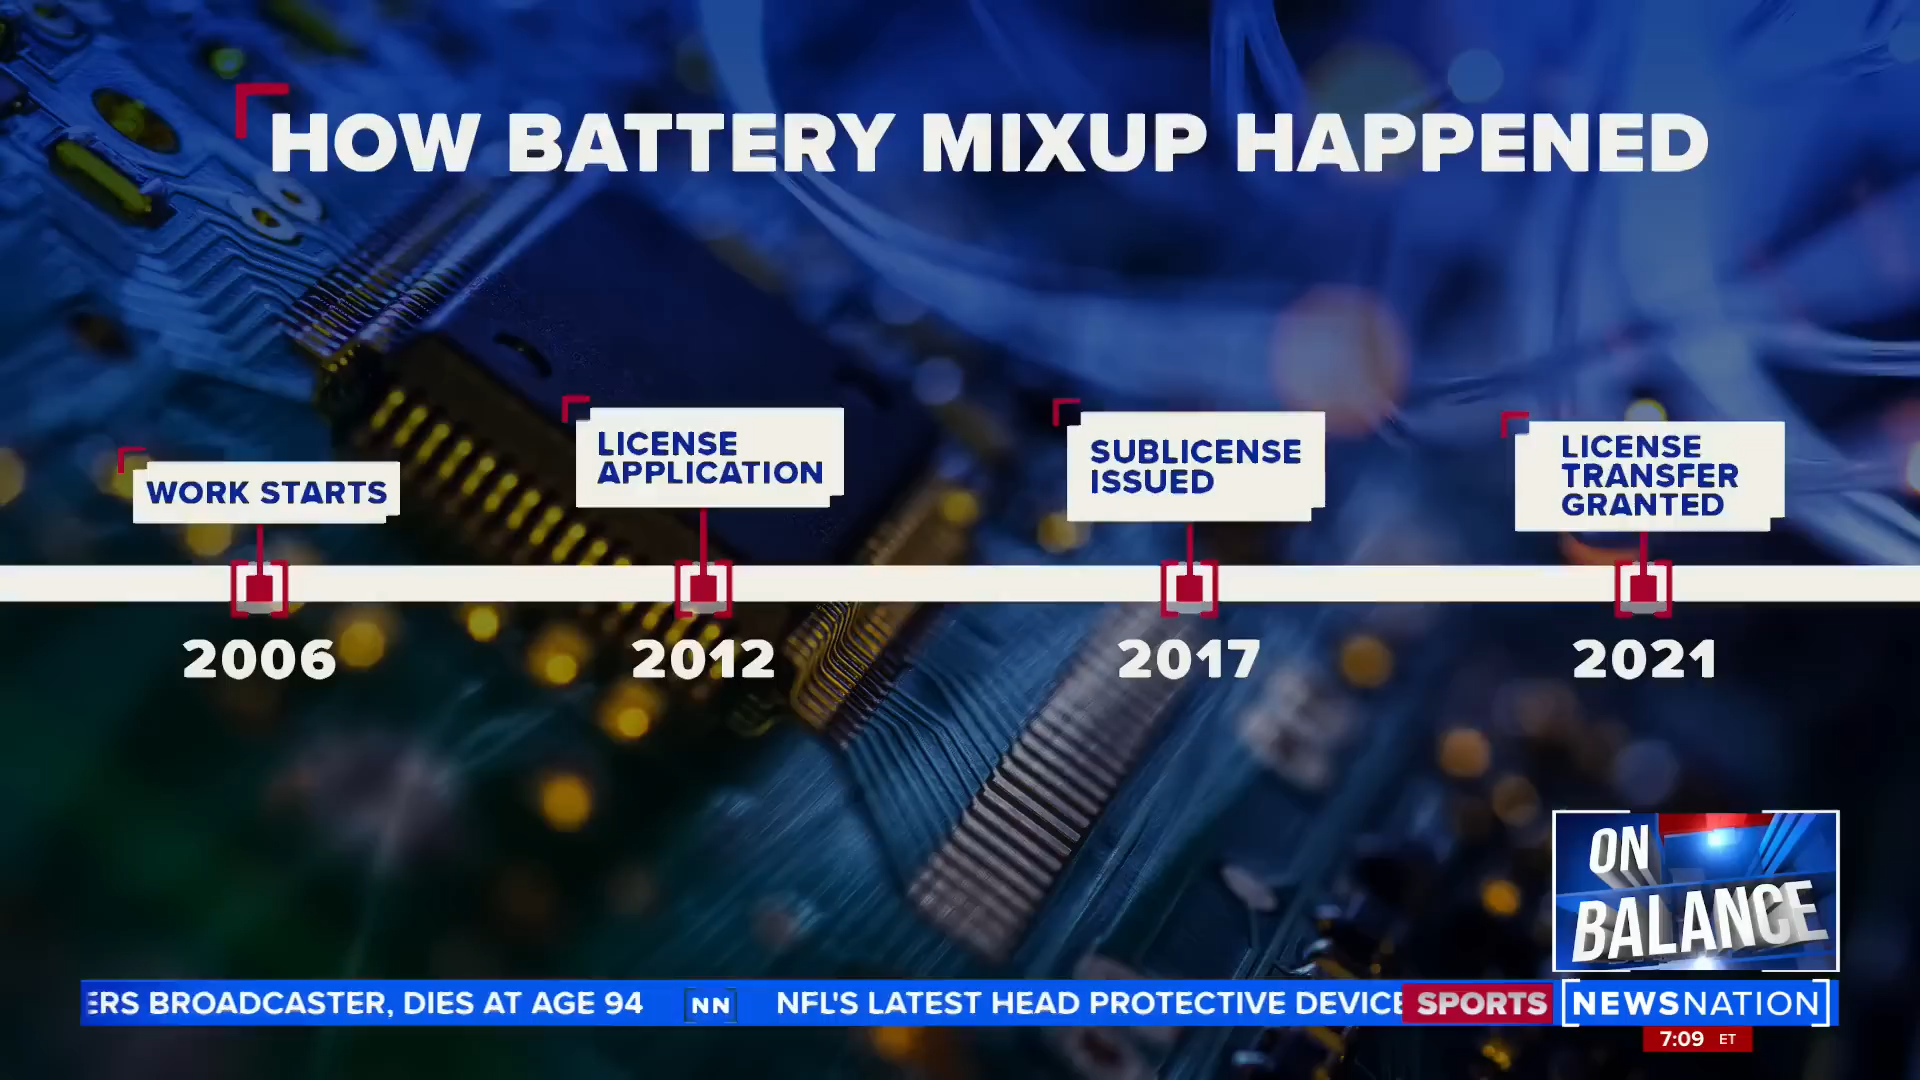 HOW BATTERY MIXUP HAPPENED
WORK STARTS
LICENSE
APPLICATION
SUBLICENSE
ISSUED
LICENSE
TRANSFER
GRANTED
2006
2012
2017
2021
ON
BALANCE
ERS BROADCASTER, DIES AT AGE 94 NN NFL'S LATEST HEAD PROTECTIVE DEVICE SPORTS NEWSNATION
7:09 ET